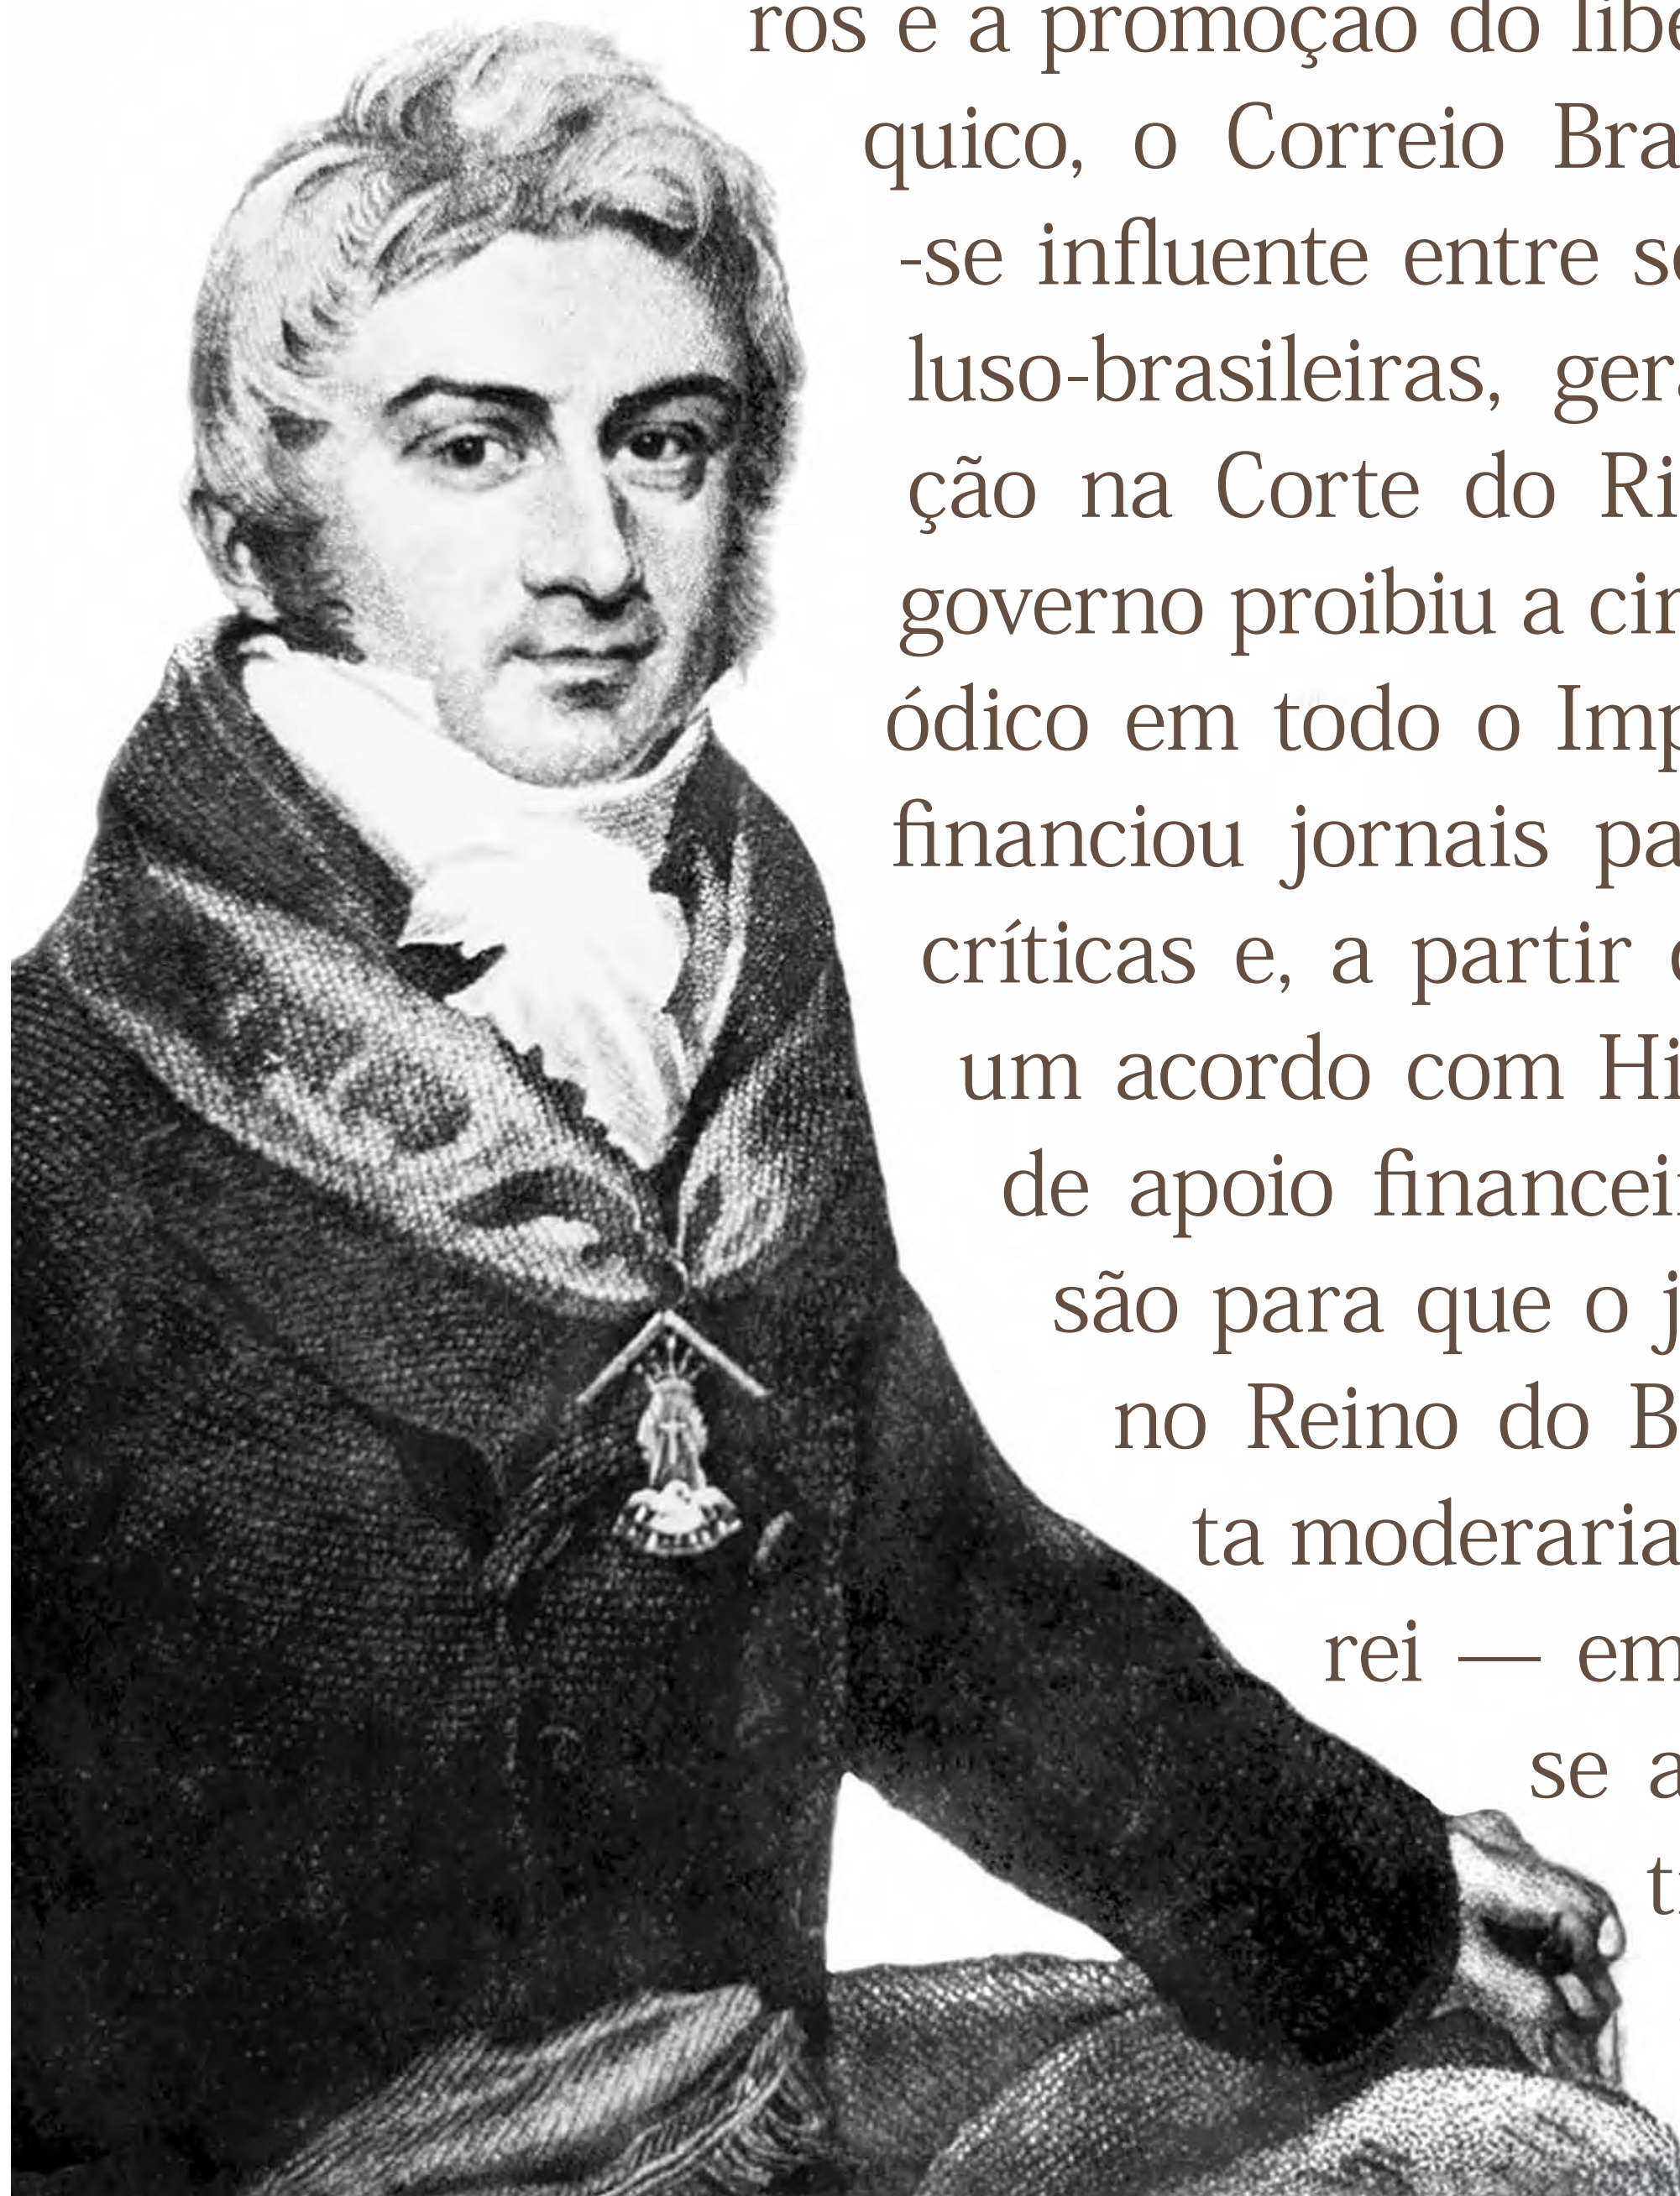 ros e a promoção do libe
quico, o Correio Bra
-se influente entre se
luso-brasileiras, ger
ção na Corte do Ri
governo proibiu a cir
ódico em todo o Imp
financiou jornais pa
críticas e, a partir
um acordo com Hi
de apoio financei
são para que o j
no Reino do B
ta moderaria
rei — em
se a
t